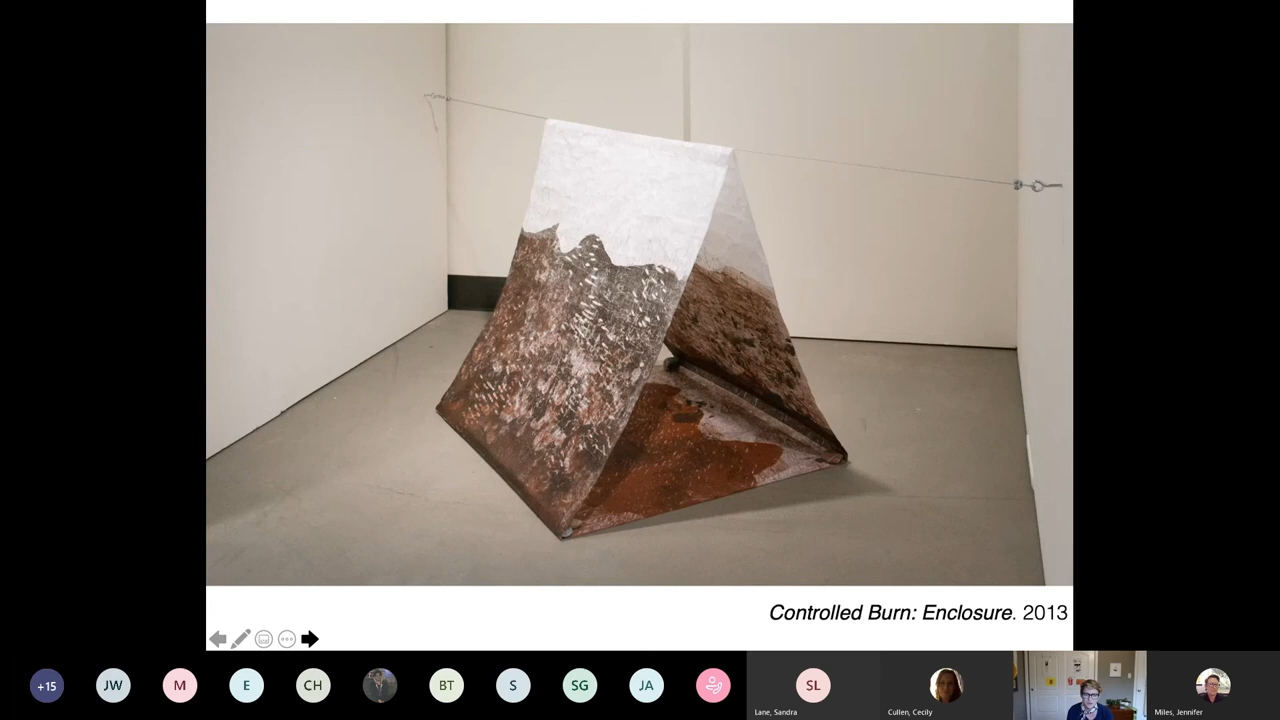 Controlled Burn: Enclosure. 2013
+15
JW
M
E
CH
BT
S
SG
JA
SL
Lane, Sandra
Cullen, Cecily
Miles, Jennifer